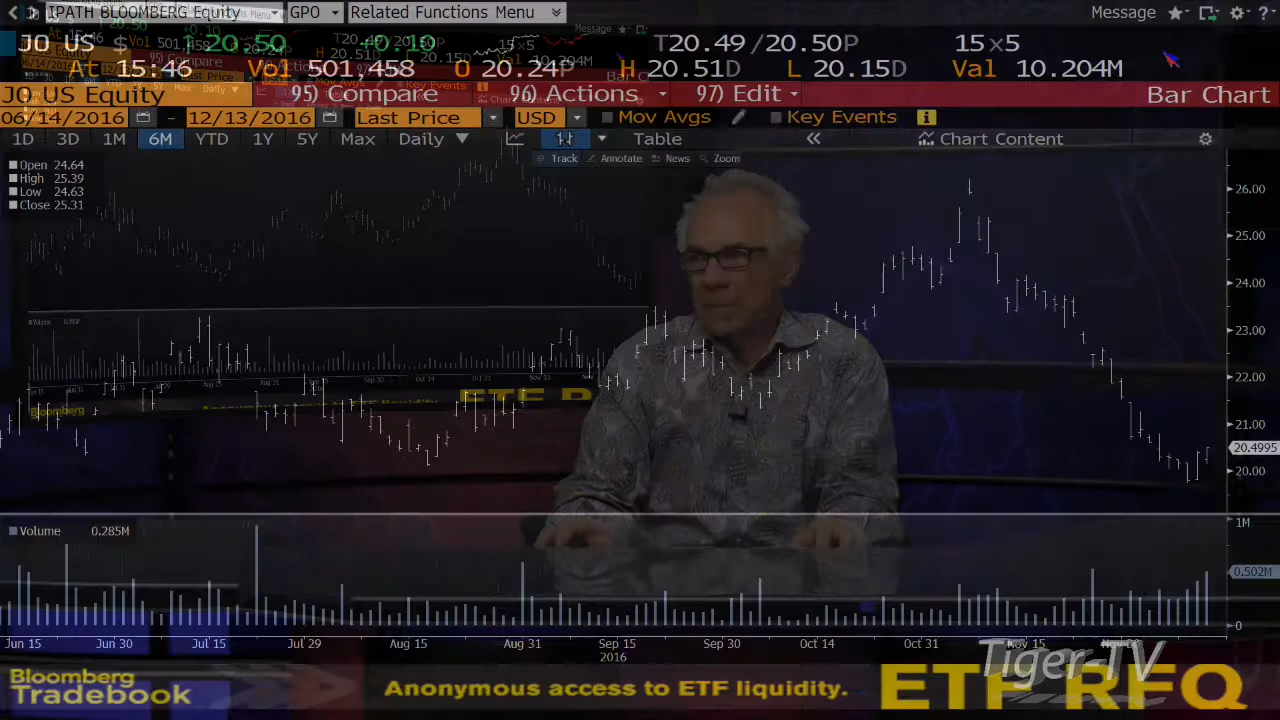 IPATH BLOOMBERG Equity GPO Related Functions Menu Message
JO US $ 20.50 +0.10 T20.49/20.50P 15x5
At 15:46 Vol 501,458 O 20.24P H 20.51D L 20.15D Val 10.204M
JO US Equity 95) Compare 96) Actions 97) Edit Bar Chart
06/14/2016 - 12/13/2016 Last Price USD Mov Avgs Key Events
1D 3D 1M 6M YTD 1Y 5Y Max Daily Table Chart Content
Track Annotate News Zoom
Open 24.64
High 25.39
Low 24.63
Close 25.31
26.00
25.00
24.00
23.00
22.00
21.00
20.4995
20.00
Volume 0.285M
1M
0.502M
0
Jun 15 Jun 30 Jul 15 Jul 29 Aug 15 Aug 31 Sep 15 Sep 30 Oct 14 Oct 31 Nov 15
2016
Tiger-TV
Bloomberg
Tradebook
Anonymous access to ETF liquidity.
ETF RFQ